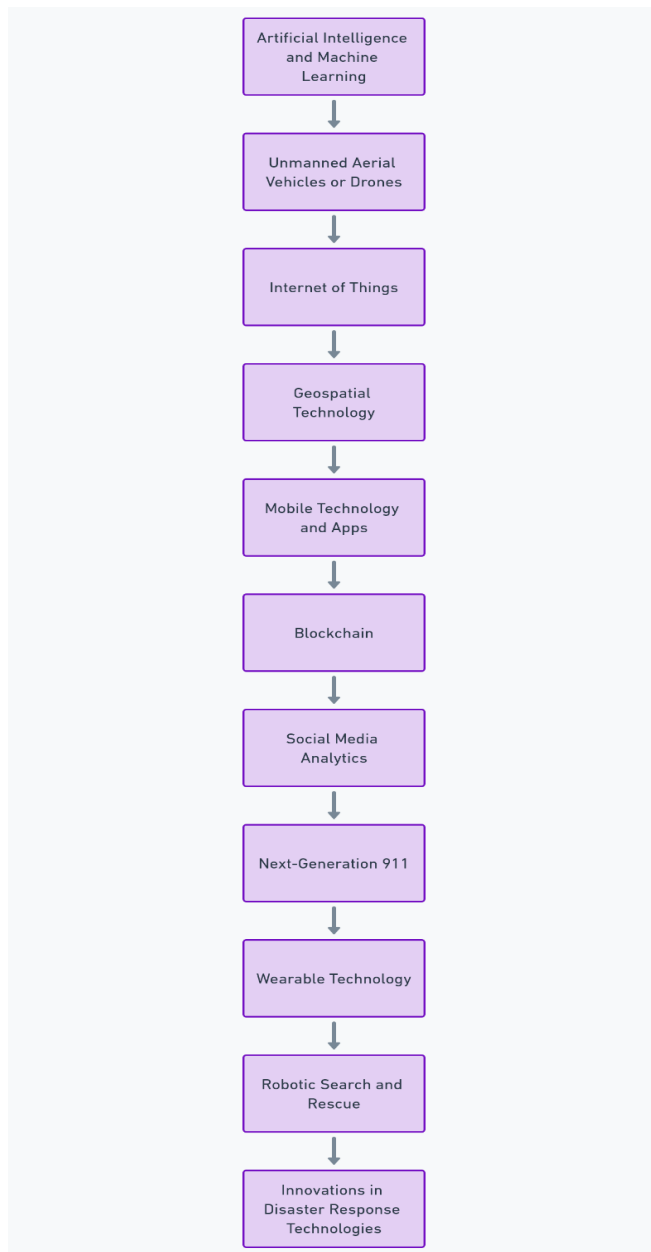 Artificial Intelligence
and Machine
Learning
Unmanned Aerial
Vehicles or Drones
Internet of Things
Geospatial
Technology
Mobile Technology
and Apps
Blockchain
Social Media
Analytics
Next-Generation 911
Wearable Technology
Robotic Search and
Rescue
Innovations in
Disaster Response
Technologies